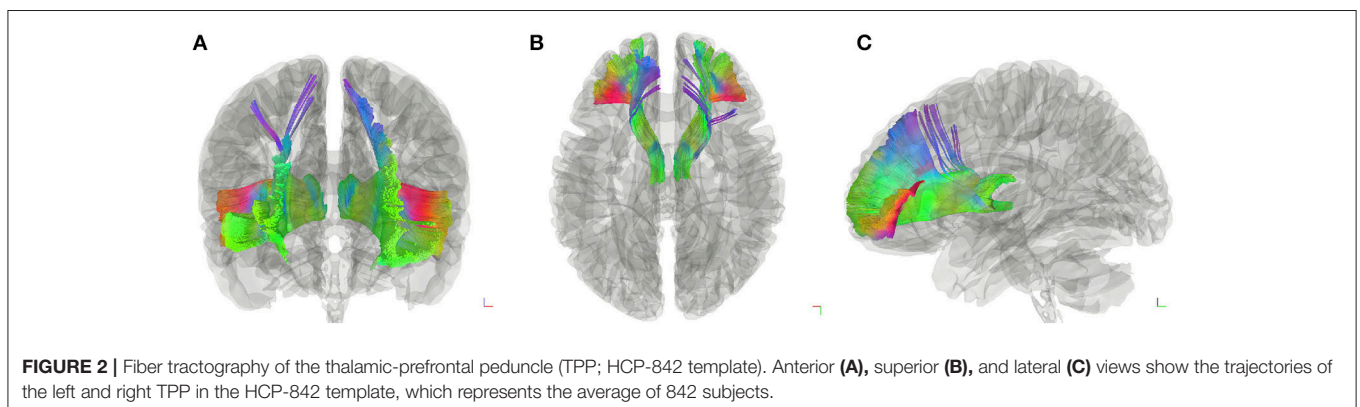 A
B
C
FIGURE 2 | Fiber tractography of the thalamic-prefrontal peduncle (TPP; HCP-842 template). Anterior (A), superior (B), and lateral (C) views show the trajectories of
the left and right TPP in the HCP-842 template, which represents the average of 842 subjects.